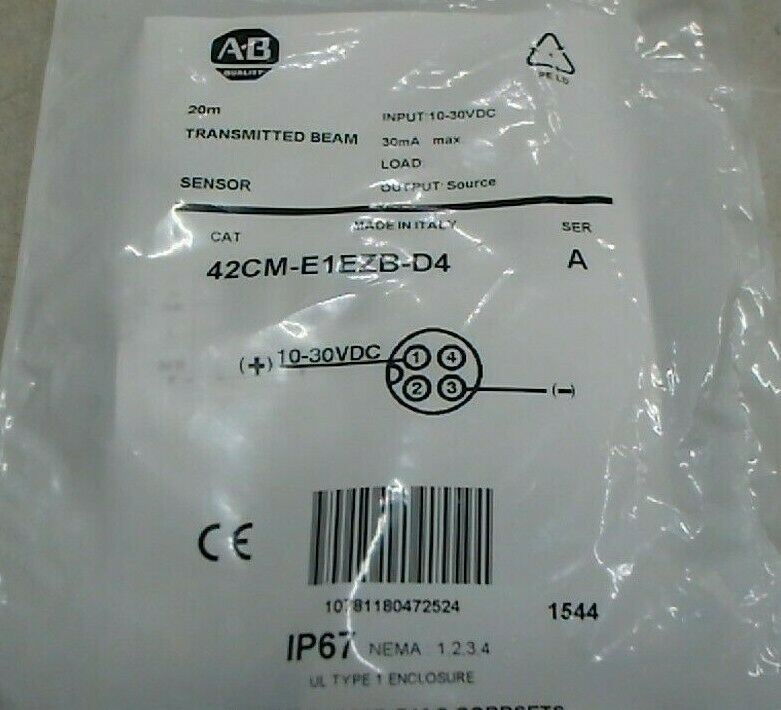 A·B
QUALITY
PE LD
20m
TRANSMITTED BEAM
SENSOR
INPUT 10-30VDC
30mA max
LOAD
OUTPUT Source
MADE IN ITALY
CAT
SER
42CM-E1EZB-D4
A
(+) 10-30VDC
1 4
2 3
(−)
CE
10781180472524
1544
IP67 NEMA 1,2,3,4
UL TYPE 1 ENCLOSURE
CORDSETS